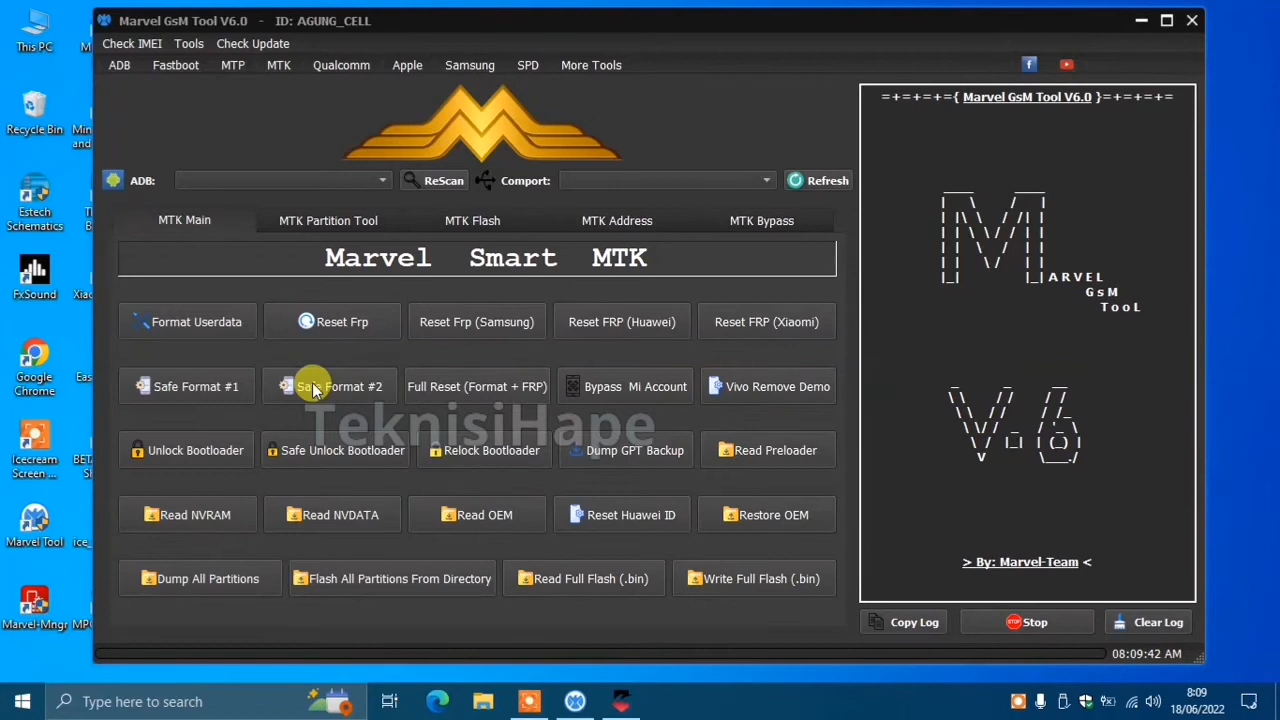 This PC
Recycle Bin
Estech
Schematics
FxSound
Google
Chrome
Icecream
Screen ...
Marvel Tool
Marvel-Mngr
Marvel GsM Tool V6.0 - ID: AGUNG_CELL
Check IMEI Tools Check Update
ADB Fastboot MTP MTK Qualcomm Apple Samsung SPD More Tools
ADB: ReScan Comport: Refresh
MTK Main MTK Partition Tool MTK Flash MTK Address MTK Bypass
Marvel Smart MTK
Format Userdata Reset Frp Reset Frp (Samsung) Reset FRP (Huawei) Reset FRP (Xiaomi)
Safe Format #1 Safe Format #2 Full Reset (Format + FRP) Bypass Mi Account Vivo Remove Demo
TeknisiHape
Unlock Bootloader Safe Unlock Bootloader Relock Bootloader Dump GPT Backup Read Preloader
Read NVRAM Read NVDATA Read OEM Reset Huawei ID Restore OEM
Dump All Partitions Flash All Partitions From Directory Read Full Flash (.bin) Write Full Flash (.bin)
=+=+=+={ Marvel GsM Tool V6.0 }=+=+=+=
M ARVEL
GsM
TooL
V6
> By: Marvel-Team <
Copy Log STOP Stop Clear Log
08:09:42 AM
Type here to search
8:09
18/06/2022